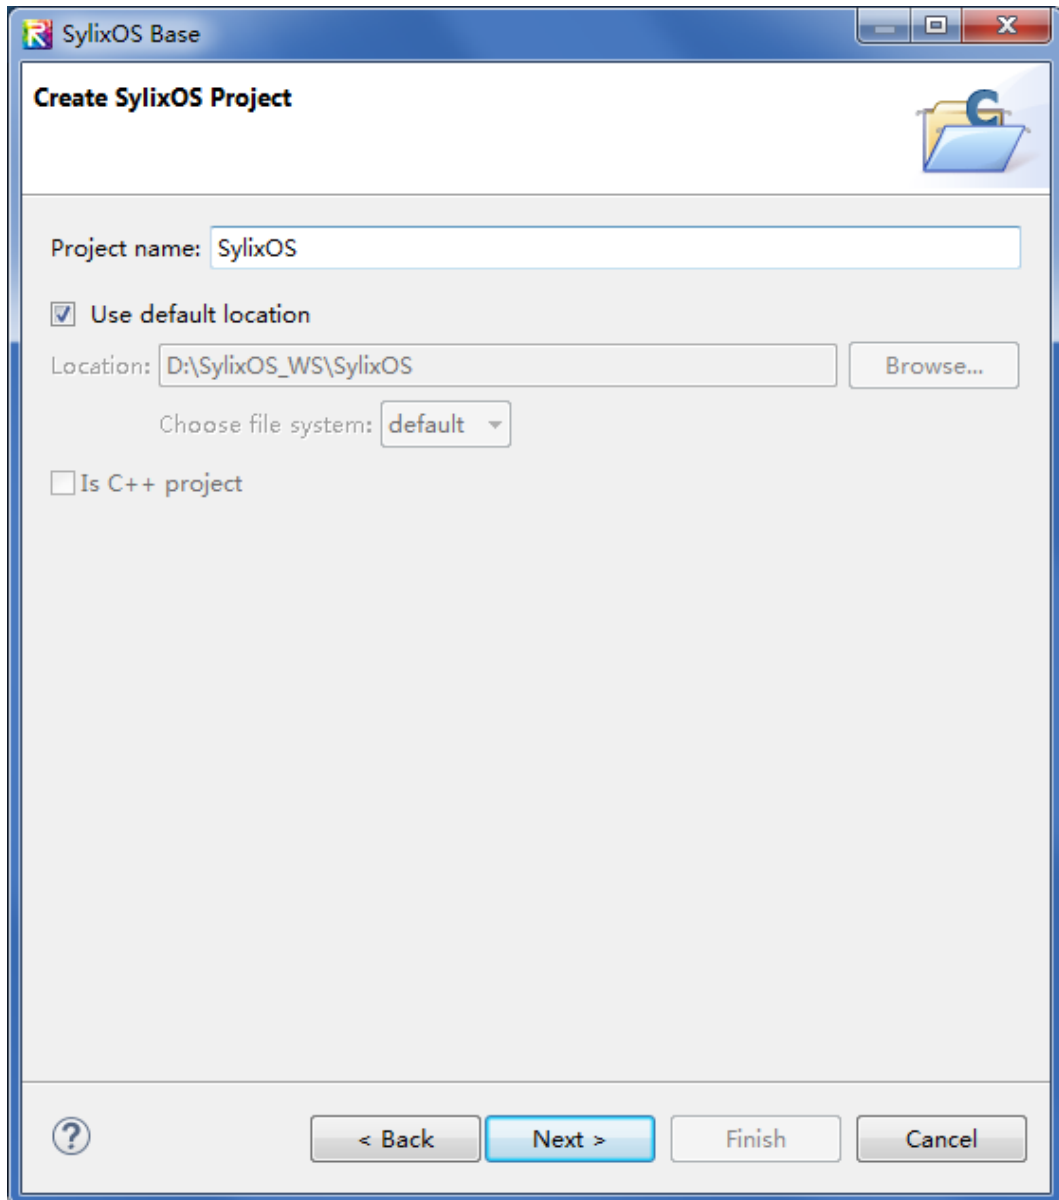 SylixOS Base
Create SylixOS Project
Project name: SylixOS
Use default location
Location: D:\SylixOS_WS\SylixOS Browse...
Choose file system: default
Is C++ project
< Back Next > Finish Cancel